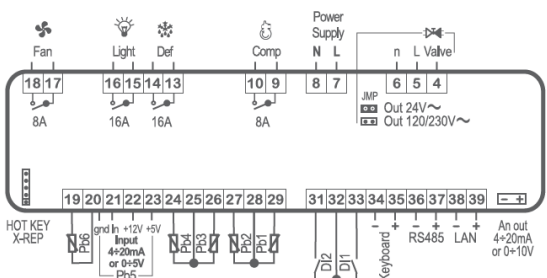 Power
Supply
Fan Light Def Comp N L n L Valve
18 17 16 15 14 13 10 9 8 7 6 5 4
8A 16A 16A 8A
JMP
Out 24V~
Out 120/230V~
19 20 21 22 23 24 25 26 27 28 29 31 32 33 34 35 36 37 38 39 - +
HOT KEY
X-REP
Pb6
gnd In +12V +5V
Input
4÷20mA
or 0÷5V
Pb5
Pb4
Pb3
Pb2
Pb1
DI2
DI1
- + - + - +
Keyboard
RS485 LAN
An out
4÷20mA
or 0÷10V